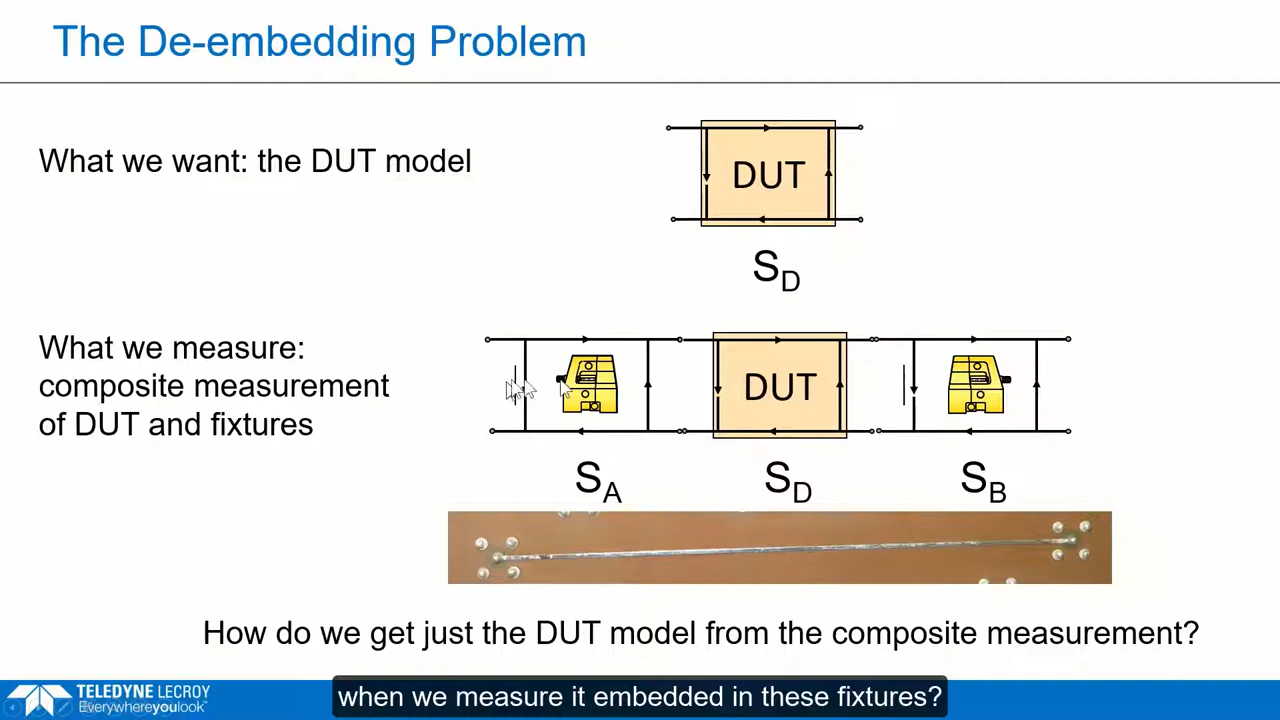 The De-embedding Problem
What we want: the DUT model
DUT
SD
What we measure:
composite measurement
of DUT and fixtures
DUT
SA
SD
SB
How do we get just the DUT model from the composite measurement?
TELEDYNE LECROY
Everywhereyoulook™
when we measure it embedded in these fixtures?